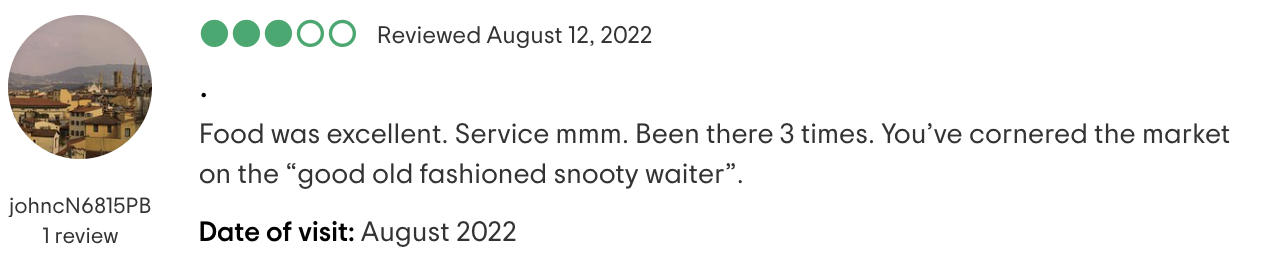 Reviewed August 12, 2022
.
Food was excellent. Service mmm. Been there 3 times. You’ve cornered the market
on the “good old fashioned snooty waiter”.
johncN6815PB
1 review
Date of visit: August 2022